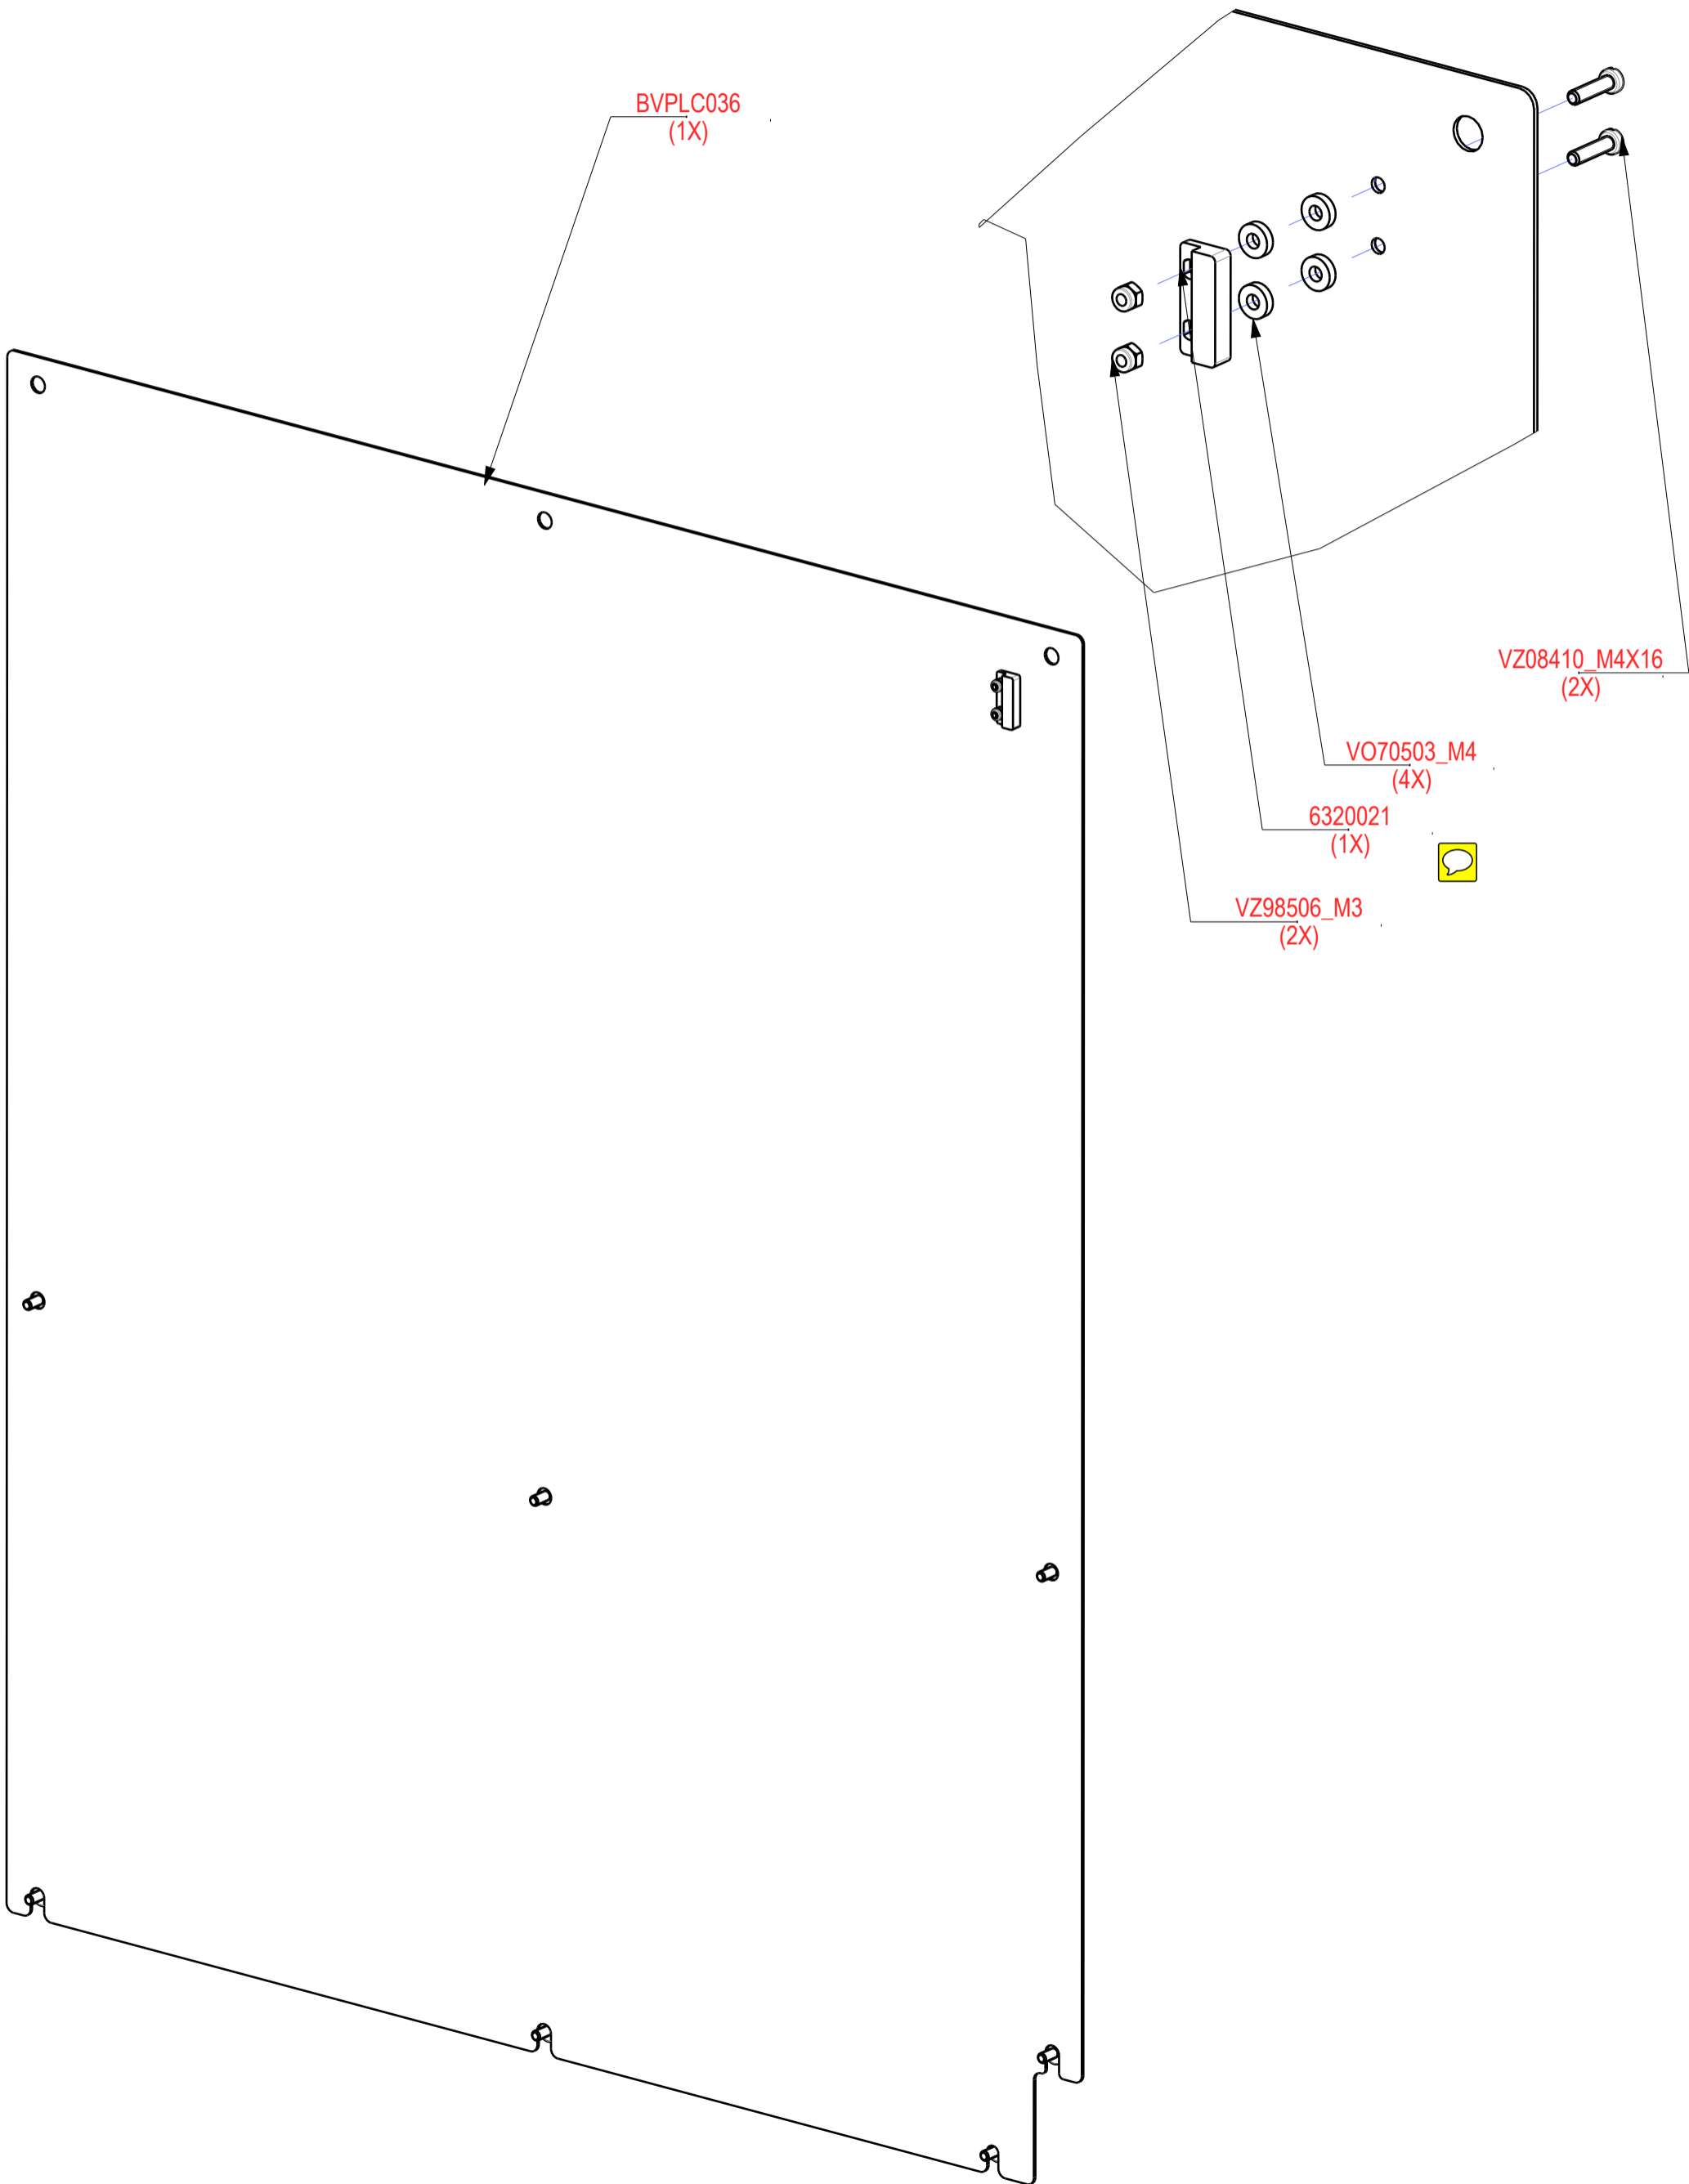 BVPLC036
(1X)
VZ08410_M4X16
(2X)
VO70503_M4
(4X)
6320021
(1X)
VZ98506_M3
(2X)